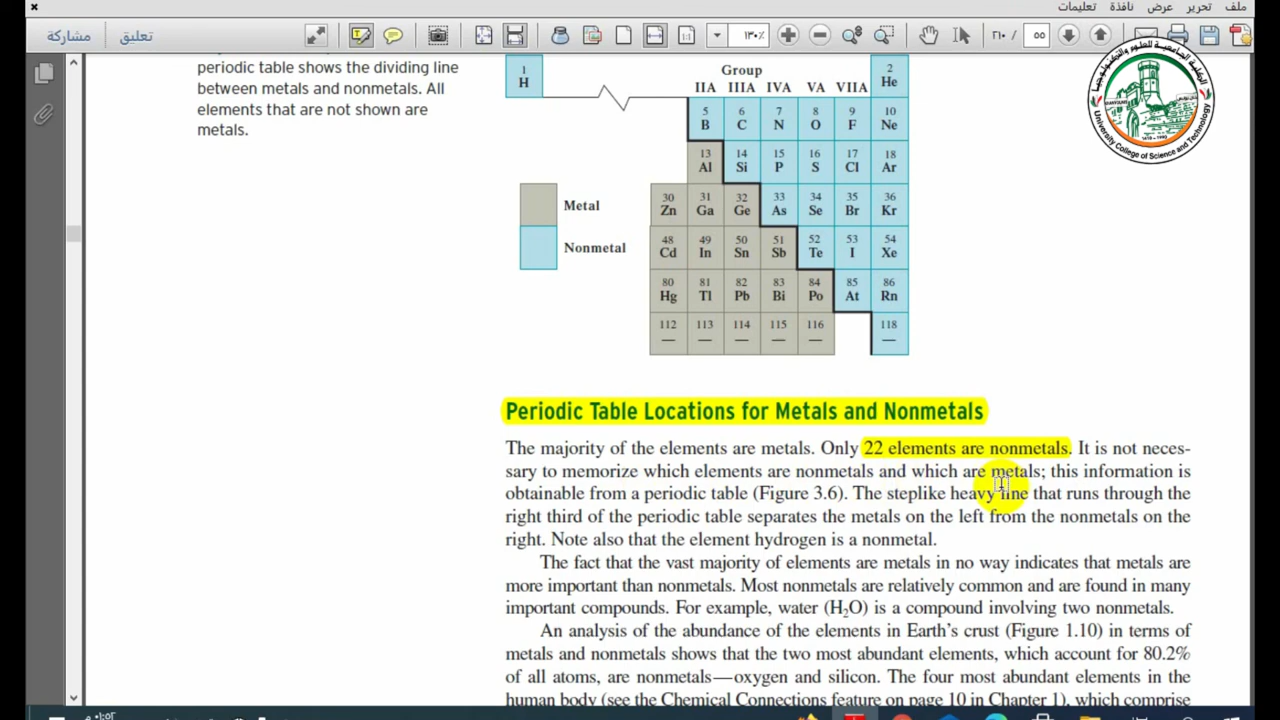 ملف تحرير عرض نافذة تعليمات
مشاركة تعليق ١٣٠٪ ٢١٠ / ٥٥
periodic table shows the dividing line
between metals and nonmetals. All
elements that are not shown are
metals.
1 2
H He
Group
IIA IIIA IVA VA VIIA
5 6 7 8 9 10
B C N O F Ne
13 14 15 16 17 18
Al Si P S Cl Ar
30 31 32 33 34 35 36
Zn Ga Ge As Se Br Kr
48 49 50 51 52 53 54
Cd In Sn Sb Te I Xe
80 81 82 83 84 85 86
Hg Tl Pb Bi Po At Rn
112 113 114 115 116 118
— — — — — —
Metal
Nonmetal
Periodic Table Locations for Metals and Nonmetals
The majority of the elements are metals. Only 22 elements are nonmetals. It is not neces-
sary to memorize which elements are nonmetals and which are metals; this information is
obtainable from a periodic table (Figure 3.6). The steplike heavy line that runs through the
right third of the periodic table separates the metals on the left from the nonmetals on the
right. Note also that the element hydrogen is a nonmetal.
The fact that the vast majority of elements are metals in no way indicates that metals are
more important than nonmetals. Most nonmetals are relatively common and are found in many
important compounds. For example, water (H₂O) is a compound involving two nonmetals.
An analysis of the abundance of the elements in Earth's crust (Figure 1.10) in terms of
metals and nonmetals shows that the two most abundant elements, which account for 80.2%
of all atoms, are nonmetals—oxygen and silicon. The four most abundant elements in the
human body (see the Chemical Connections feature on page 10 in Chapter 1), which comprise
الكلية الجامعية للعلوم والتكنولوجيا
University College of Science and Technology